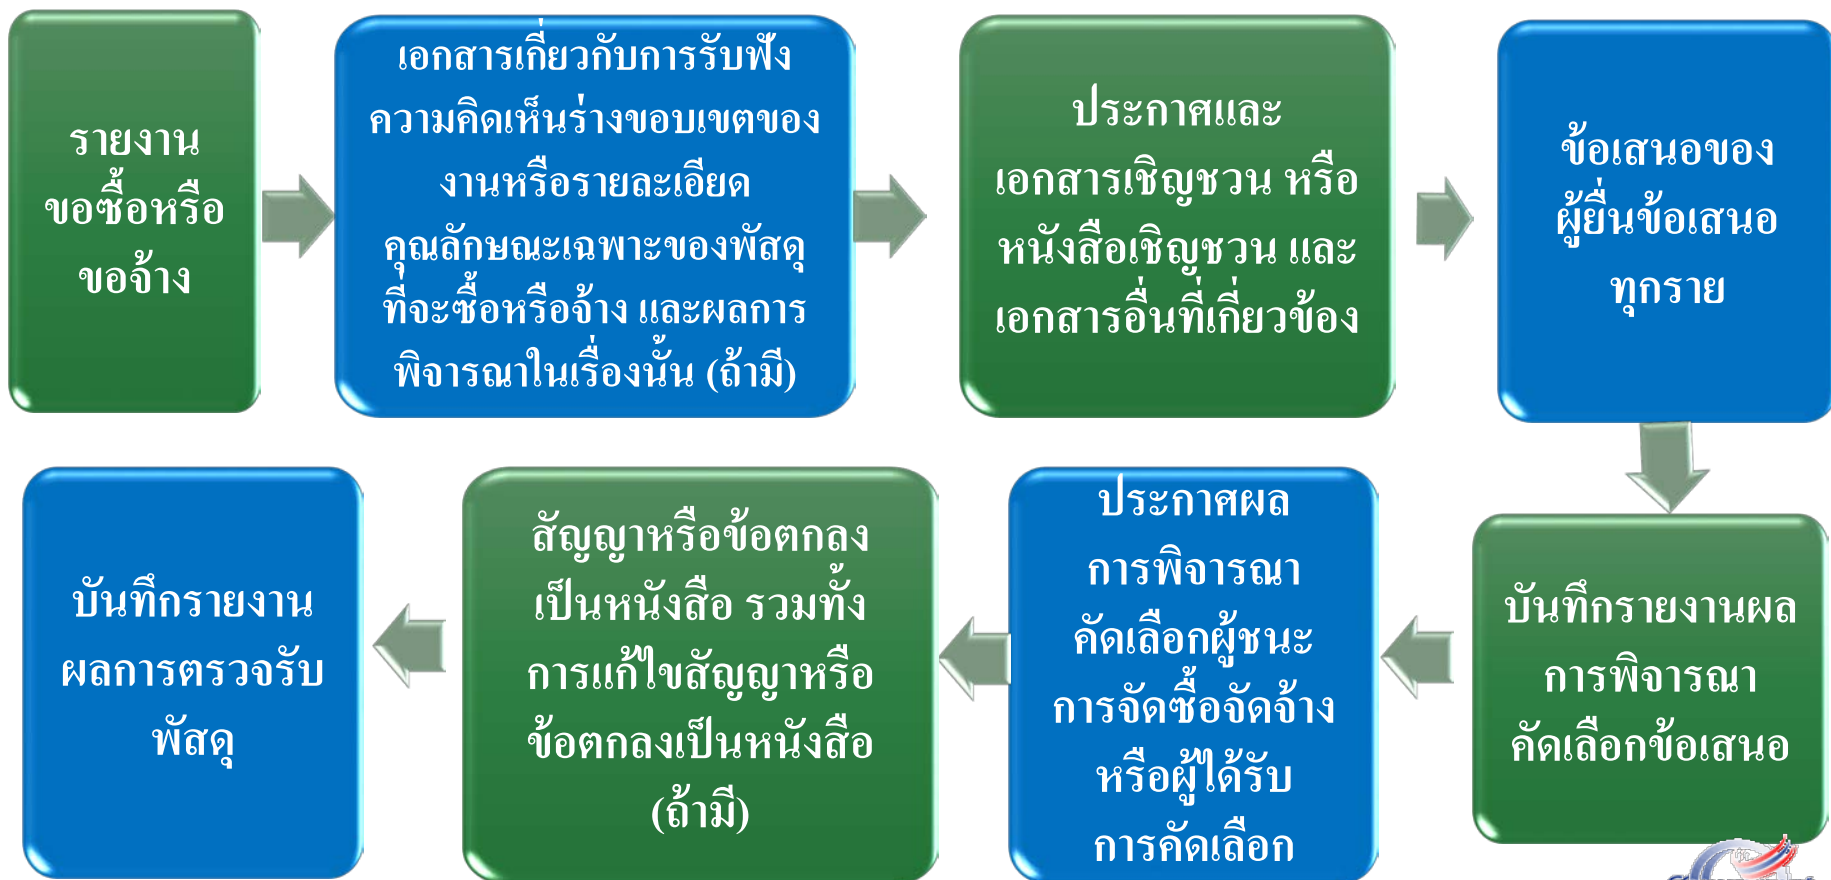 รายงาน
ขอซื้อหรือ
ขอจ้าง
เอกสารเกี่ยวกับการรับฟัง
ความคิดเห็นร่างขอบเขตของ
งานหรือรายละเอียด
คุณลักษณะเฉพาะของพัสดุ
ที่จะซื้อหรือจ้าง และผลการ
พิจารณาในเรื่องนั้น (ถ้ามี)
ประกาศและ
เอกสารเชิญชวน หรือ
หนังสือเชิญชวน และ
เอกสารอื่นที่เกี่ยวข้อง
ข้อเสนอของ
ผู้ยื่นข้อเสนอ
ทุกราย
บันทึกรายงานผล
การพิจารณา
คัดเลือกข้อเสนอ
ประกาศผล
การพิจารณา
คัดเลือกผู้ชนะ
การจัดซื้อจัดจ้าง
หรือผู้ได้รับ
การคัดเลือก
สัญญาหรือข้อตกลง
เป็นหนังสือ รวมทั้ง
การแก้ไขสัญญาหรือ
ข้อตกลงเป็นหนังสือ
(ถ้ามี)
บันทึกรายงาน
ผลการตรวจรับ
พัสดุ